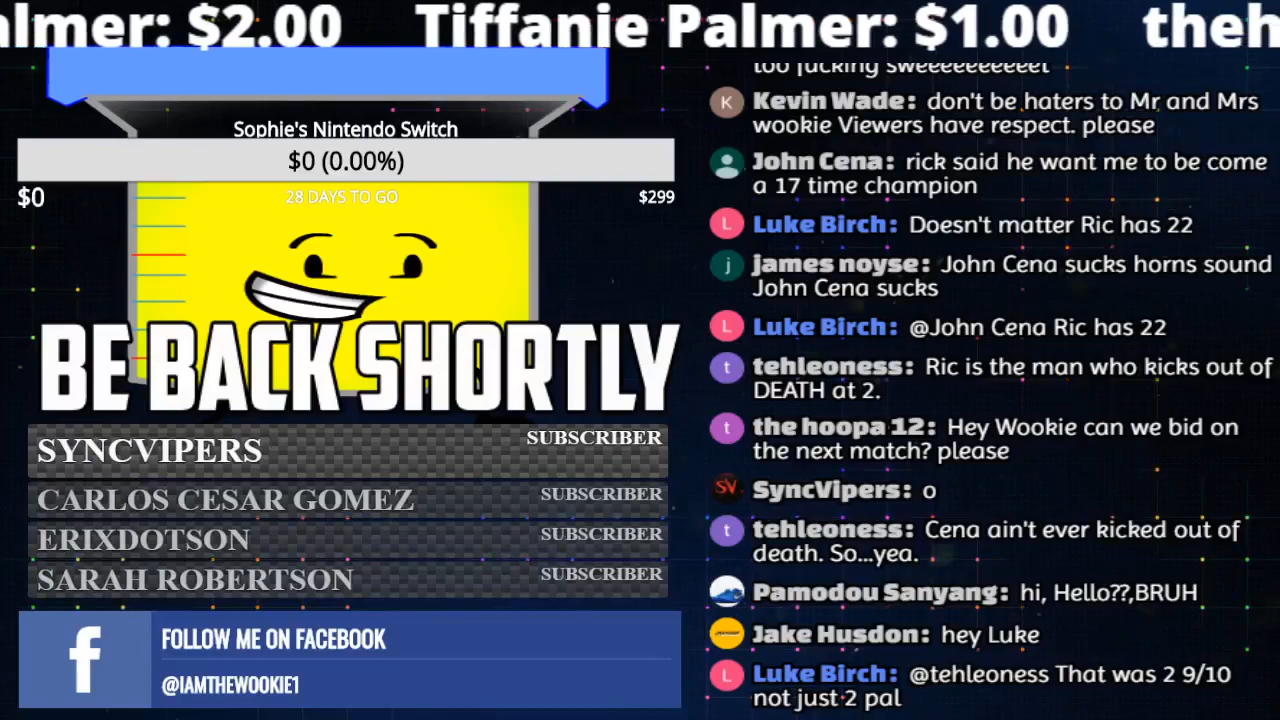 almer: $2.00 Tiffanie Palmer: $1.00 theh
Sophie's Nintendo Switch
$0 (0.00%)
$0 28 DAYS TO GO $299
BE BACK SHORTLY
SYNCVIPERS SUBSCRIBER
CARLOS CESAR GOMEZ SUBSCRIBER
ERIXDOTSON SUBSCRIBER
SARAH ROBERTSON SUBSCRIBER
f FOLLOW ME ON FACEBOOK
@IAMTHEWOOKIE1
too fucking sweeeeeeeeeet
K Kevin Wade: don't be haters to Mr and Mrs
wookie Viewers have respect. please
John Cena: rick said he want me to be come
a 17 time champion
L Luke Birch: Doesn't matter Ric has 22
j james noyse: John Cena sucks horns sound
John Cena sucks
L Luke Birch: @John Cena Ric has 22
t tehleoness: Ric is the man who kicks out of
DEATH at 2.
t the hoopa 12: Hey Wookie can we bid on
the next match? please
SV SyncVipers: o
t tehleoness: Cena ain't ever kicked out of
death. So...yea.
Pamodou Sanyang: hi, Hello??,BRUH
Jake Husdon: hey Luke
L Luke Birch: @tehleoness That was 2 9/10
not just 2 pal